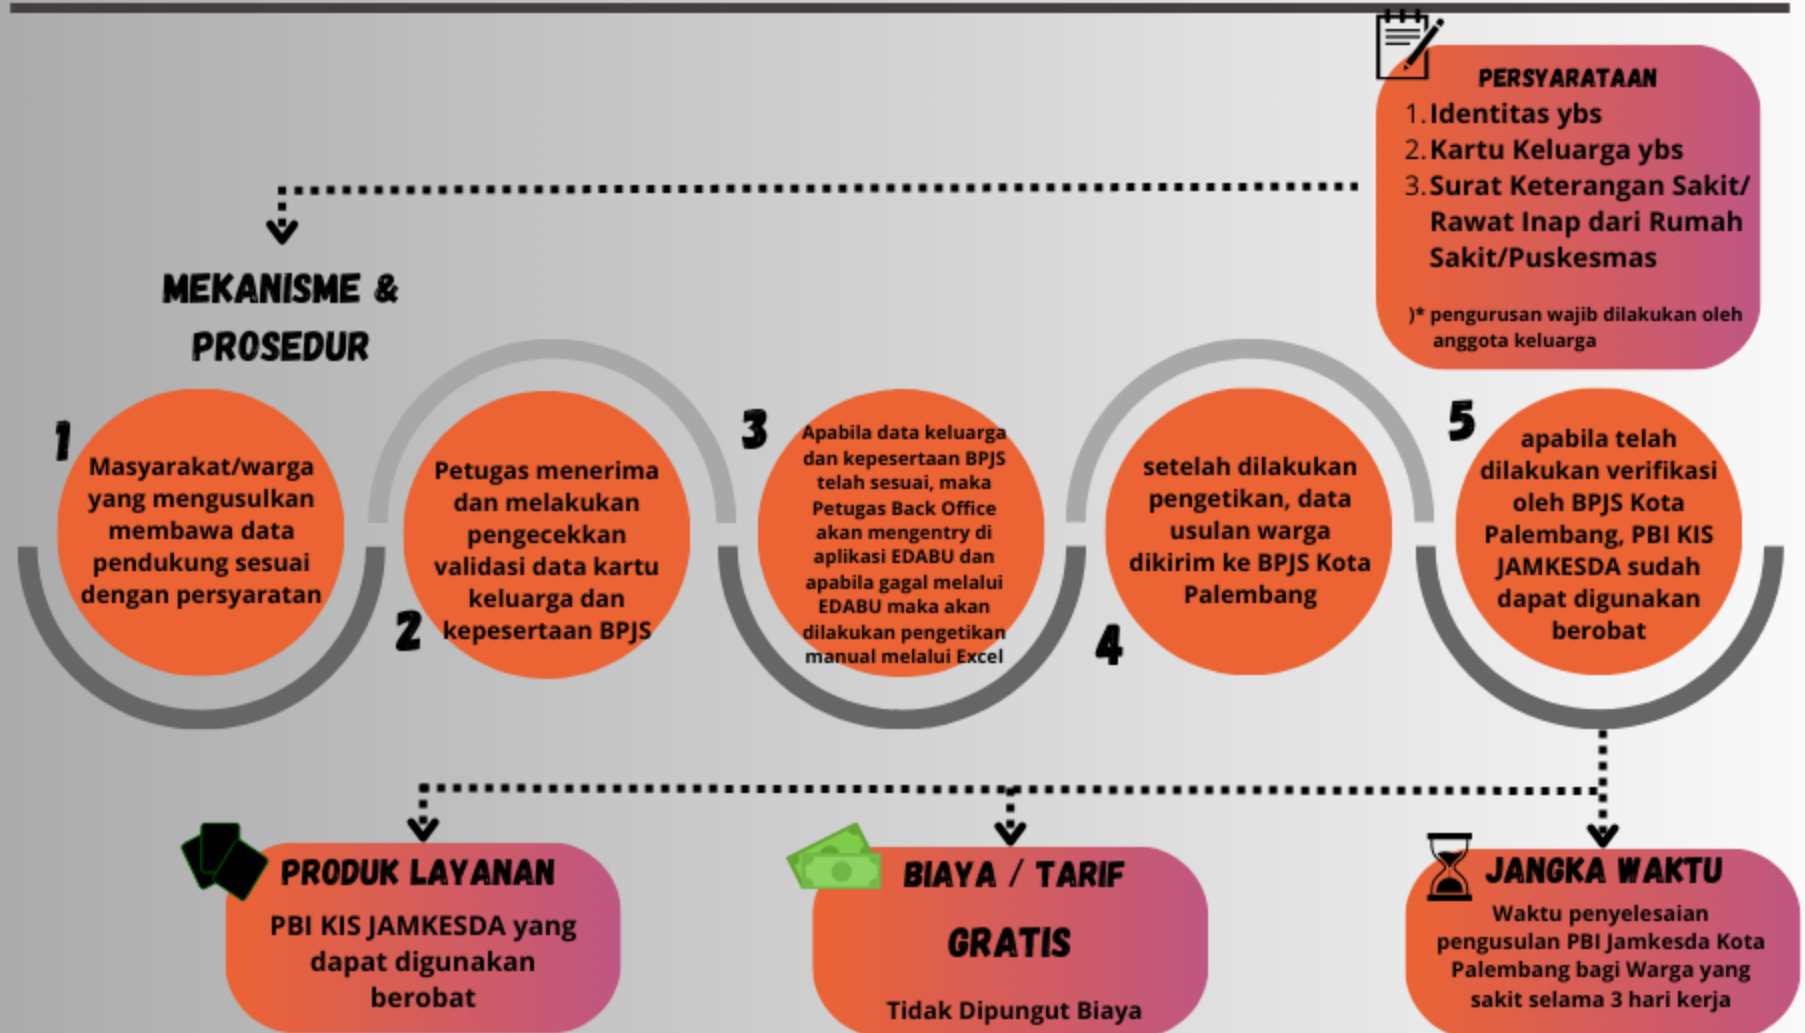 PERSYARATAAN
1. Identitas ybs
2. Kartu Keluarga ybs
3. Surat Keterangan Sakit/
Rawat Inap dari Rumah
Sakit/Puskesmas
)* pengurusan wajib dilakukan oleh
anggota keluarga
MEKANISME &
PROSEDUR
1
Masyarakat/warga
yang mengusulkan
membawa data
pendukung sesuai
dengan persyaratan
2
Petugas menerima
dan melakukan
pengecekkan
validasi data kartu
keluarga dan
kepesertaan BPJS
3
Apabila data keluarga
dan kepesertaan BPJS
telah sesuai, maka
Petugas Back Office
akan mengentry di
aplikasi EDABU dan
apabila gagal melalui
EDABU maka akan
dilakukan pengetikan
manual melalui Excel
4
setelah dilakukan
pengetikan, data
usulan warga
dikirim ke BPJS Kota
Palembang
5
apabila telah
dilakukan verifikasi
oleh BPJS Kota
Palembang, PBI KIS
JAMKESDA sudah
dapat digunakan
berobat
PRODUK LAYANAN
PBI KIS JAMKESDA yang
dapat digunakan
berobat
BIAYA / TARIF
GRATIS
Tidak Dipungut Biaya
JANGKA WAKTU
Waktu penyelesaian
pengusulan PBI Jamkesda Kota
Palembang bagi Warga yang
sakit selama 3 hari kerja